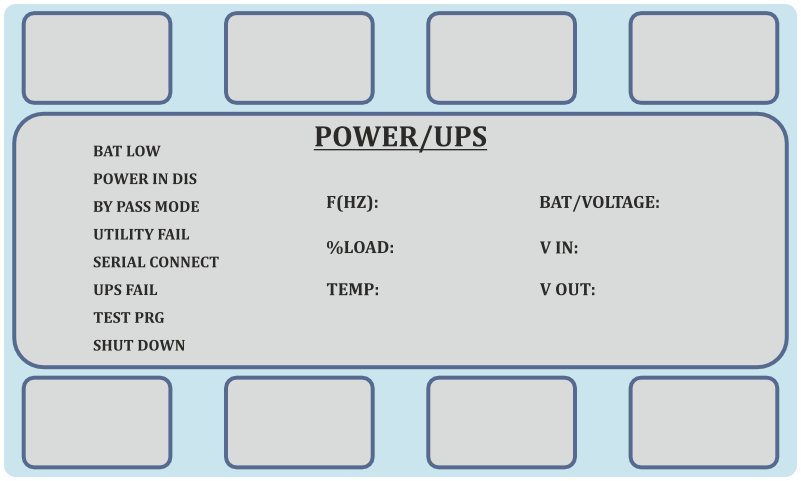 POWER/UPS
BAT LOW
POWER IN DIS
BY PASS MODE
UTILITY FAIL
SERIAL CONNECT
UPS FAIL
TEST PRG
SHUT DOWN
F(HZ):
%LOAD:
TEMP:
BAT/VOLTAGE:
V IN:
V OUT: